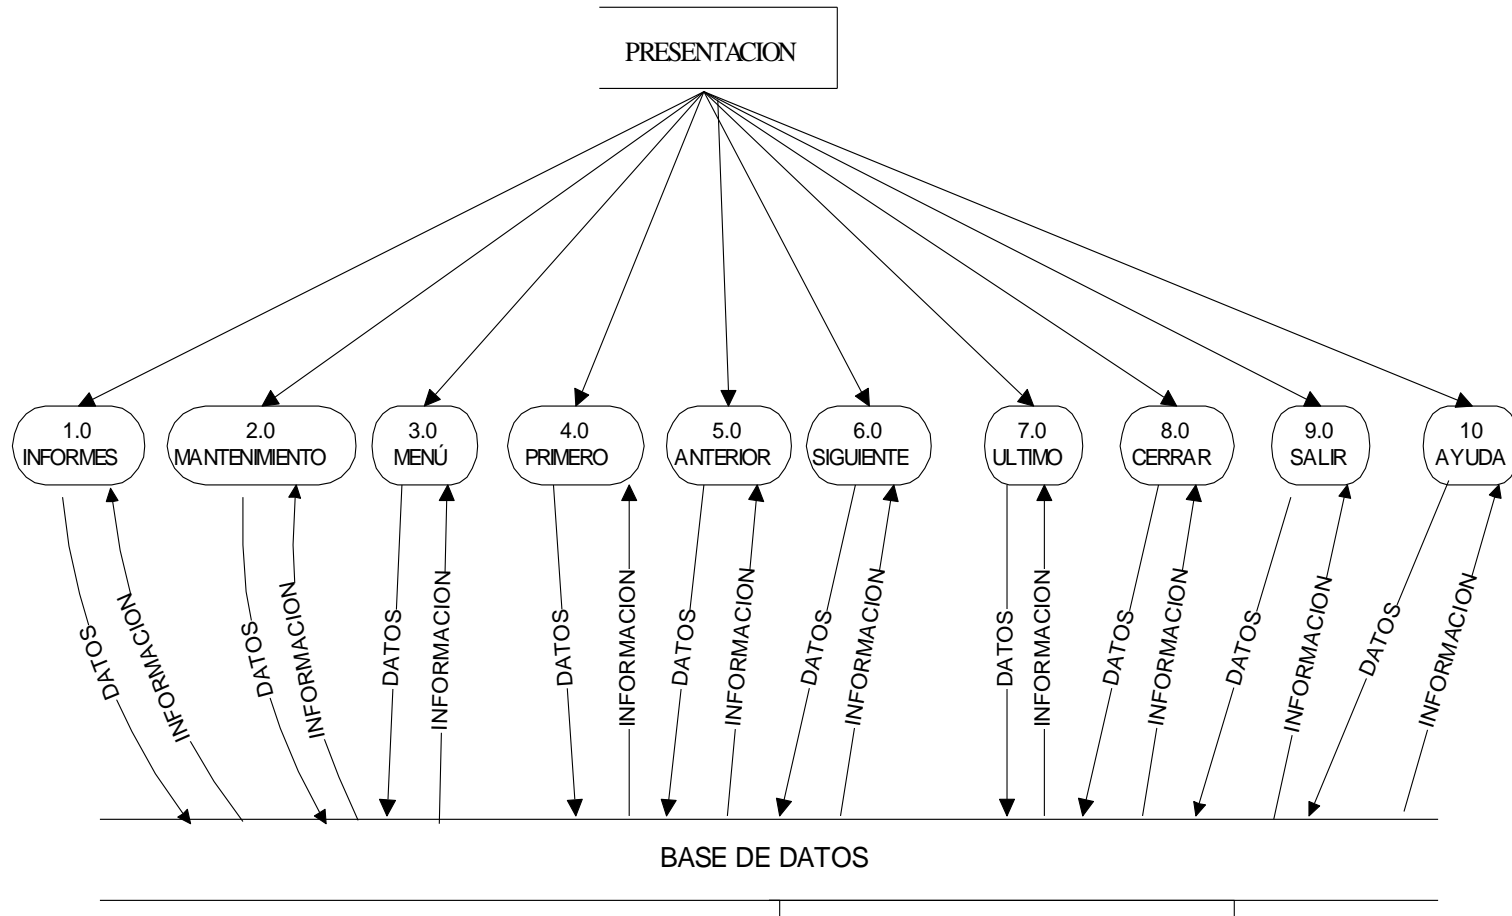 PRESENTACION
1.0
INFORMES
2.0
MANTENIMIENTO
3.0
MENÚ
4.0
PRIMERO
5.0
ANTERIOR
6.0
SIGUIENTE
7.0
ULTIMO
8.0
CERRAR
9.0
SALIR
10
AYUDA
DATOS
INFORMACION
DATOS
INFORMACION
DATOS
INFORMACION
DATOS
INFORMACION
DATOS
INFORMACION
DATOS
INFORMACION
DATOS
INFORMACION
DATOS
INFORMACION
DATOS
INFORMACION
DATOS
INFORMACION
BASE DE DATOS